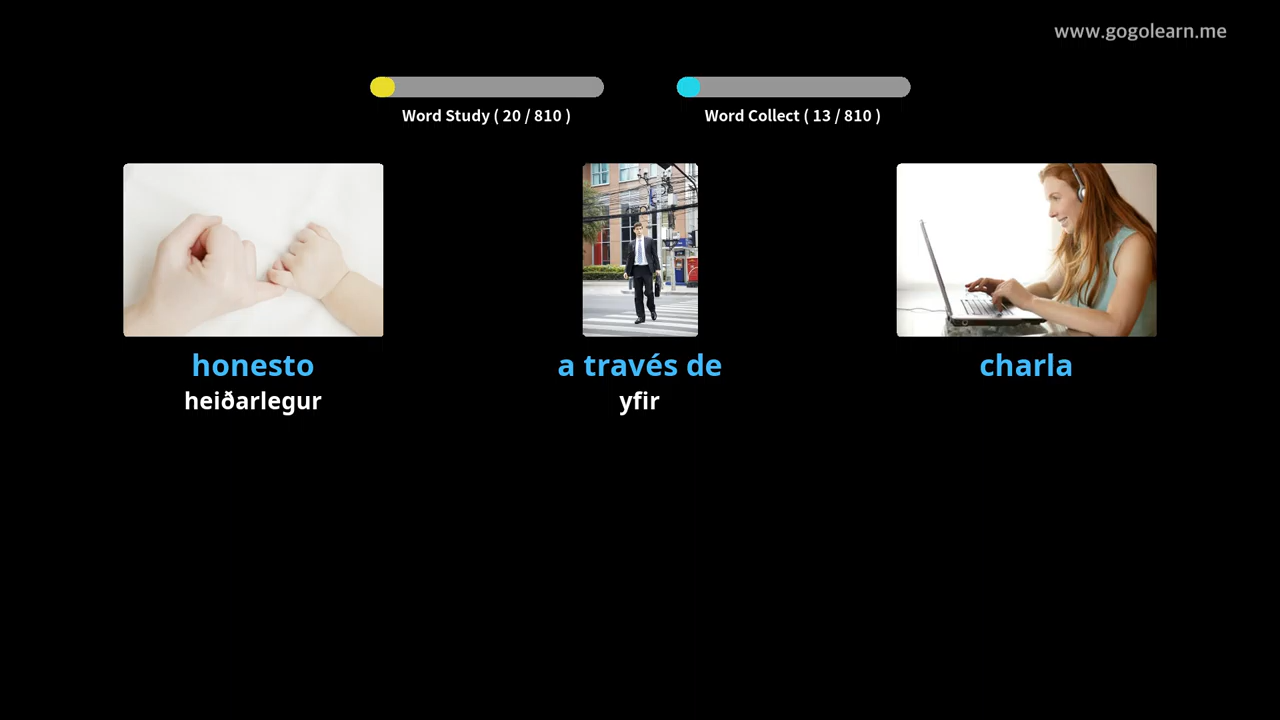 www.gogolearn.me
Word Study ( 20 / 810 )
Word Collect ( 13 / 810 )
honesto
heiðarlegur
a través de
yfir
charla